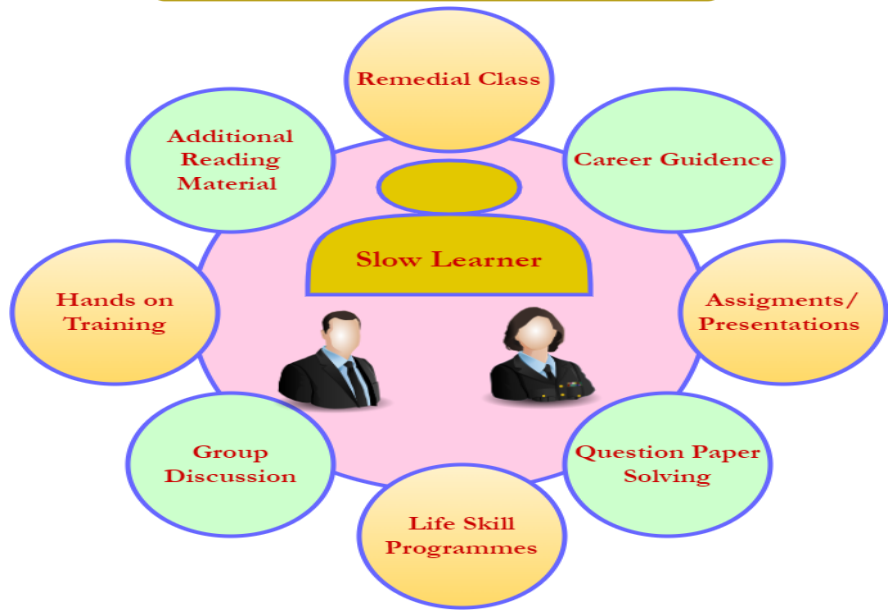 Remedial Class
Additional
Reading
Material
Career Guidence
Slow Learner
Hands on
Training
Assigments/
Presentations
Group
Discussion
Question Paper
Solving
Life Skill
Programmes